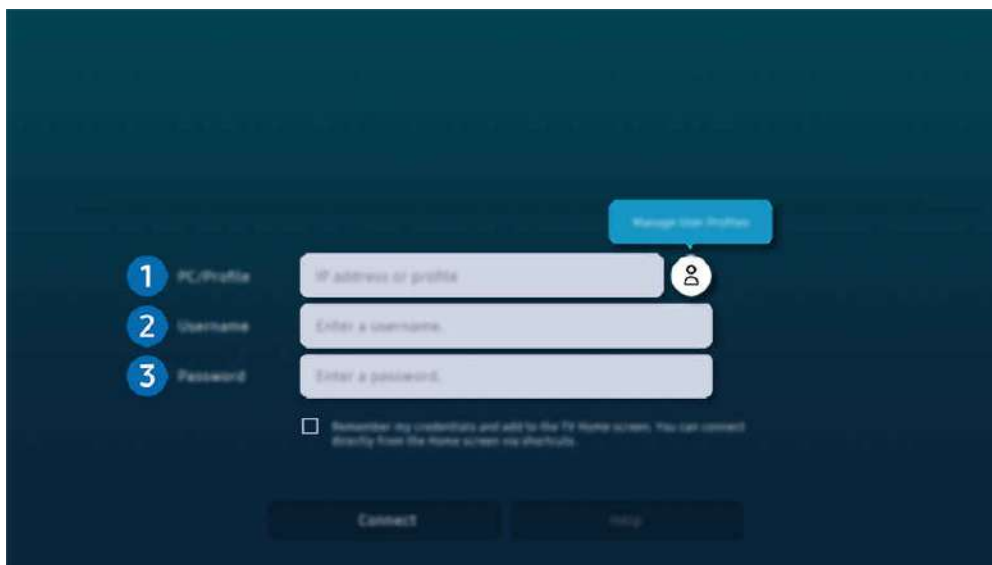 Manage User Profiles
1 PC/Profile IP address or profile
2 Username Enter a username.
3 Password Enter a password.
Remember my credentials and add to the TV Home screen. You can connect
directly from the Home screen via shortcuts.
Connect Help